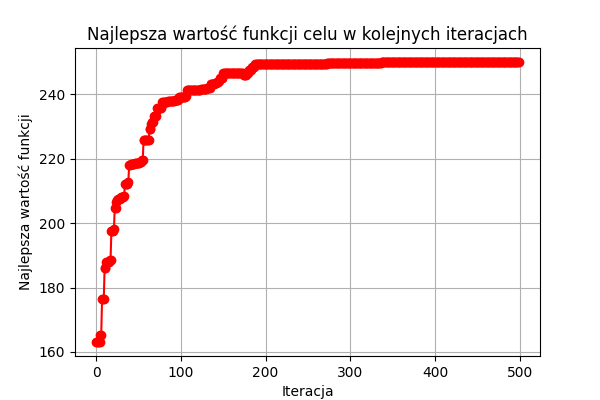 Najlepsza wartość funkcji celu w kolejnych iteracjach
Najlepsza wartość funkcji
240
220
200
180
160
0 100 200 300 400 500
Iteracja